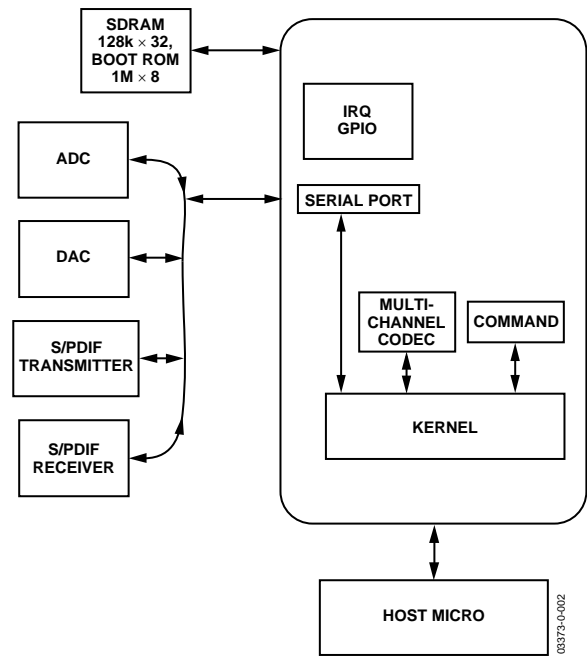 SDRAM
128k × 32,
BOOT ROM
1M × 8
ADC
DAC
S/PDIF
TRANSMITTER
S/PDIF
RECEIVER
IRQ
GPIO
SERIAL PORT
MULTI-
CHANNEL
CODEC
COMMAND
KERNEL
HOST MICRO
03373-0-002